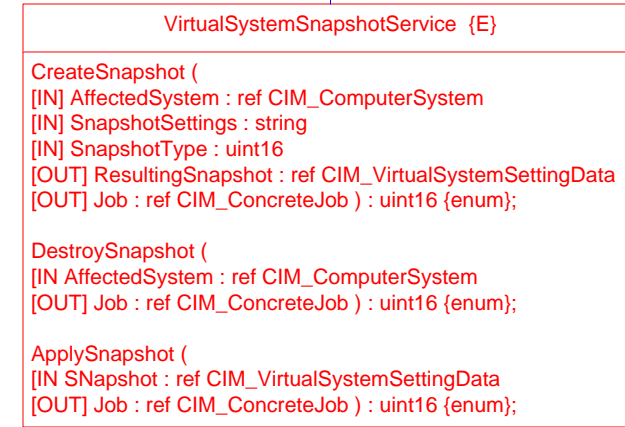 VirtualSystemSnapshotService {E}
CreateSnapshot (
[IN] AffectedSystem : ref CIM_ComputerSystem
[IN] SnapshotSettings : string
[IN] SnapshotType : uint16
[OUT] ResultingSnapshot : ref CIM_VirtualSystemSettingData
[OUT] Job : ref CIM_ConcreteJob ) : uint16 {enum};
DestroySnapshot (
[IN AffectedSystem : ref CIM_ComputerSystem
[OUT] Job : ref CIM_ConcreteJob ) : uint16 {enum};
ApplySnapshot (
[IN SNapshot : ref CIM_VirtualSystemSettingData
[OUT] Job : ref CIM_ConcreteJob ) : uint16 {enum};